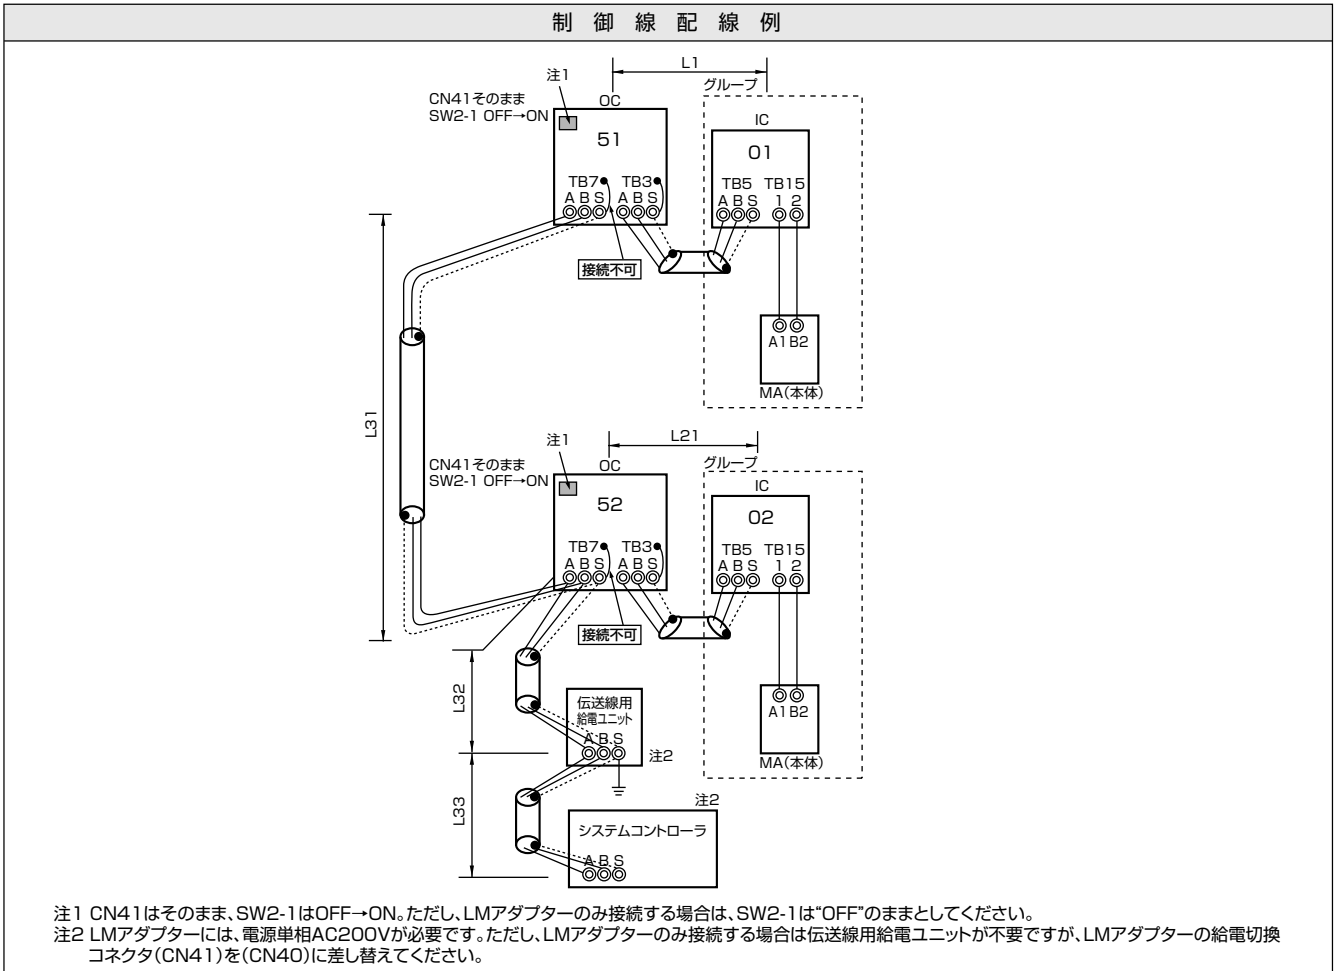 制 御 線 配 線 例
L1
注1
グループ
CN41そのまま
SW2-1 OFF→ON
OC
IC
51
01
TB7 TB3
A B S A B S
TB5 TB15
A B S 1 2
接続不可
A1 B2
MA(本体)
L31
L21
注1
グループ
CN41そのまま
SW2-1 OFF→ON
OC
IC
52
02
TB7 TB3
A B S A B S
TB5 TB15
A B S 1 2
接続不可
L32
伝送線用
給電ユニット
A B S
注2
A1 B2
MA(本体)
L33
注2
システムコントローラ
A B S
注1 CN41はそのまま、SW2-1はOFF→ON。ただし、LMアダプターのみ接続する場合は、SW2-1は“OFF”のままとしてください。
注2 LMアダプターには、電源単相AC200Vが必要です。ただし、LMアダプターのみ接続する場合は伝送線用給電ユニットが不要ですが、LMアダプターの給電切換
コネクタ(CN41)を(CN40)に差し替えてください。